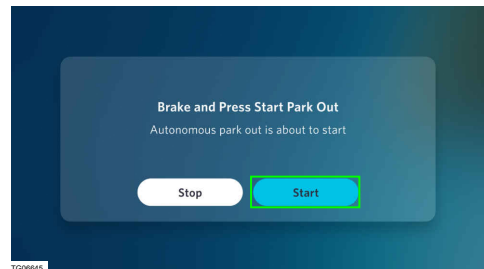 Brake and Press Start Park Out
Autonomous park out is about to start
Stop
Start
TG06645